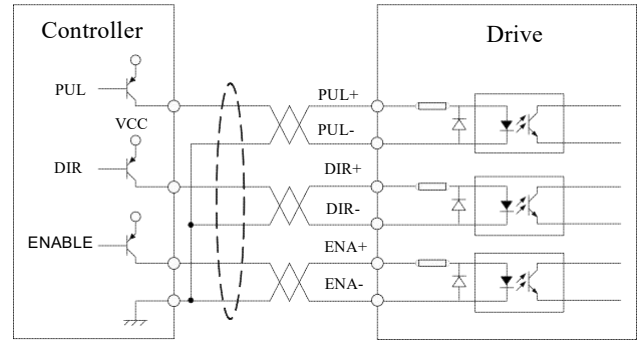 Controller
Drive
PUL
PUL+
VCC
PUL-
DIR
DIR+
DIR-
ENABLE
ENA+
ENA-